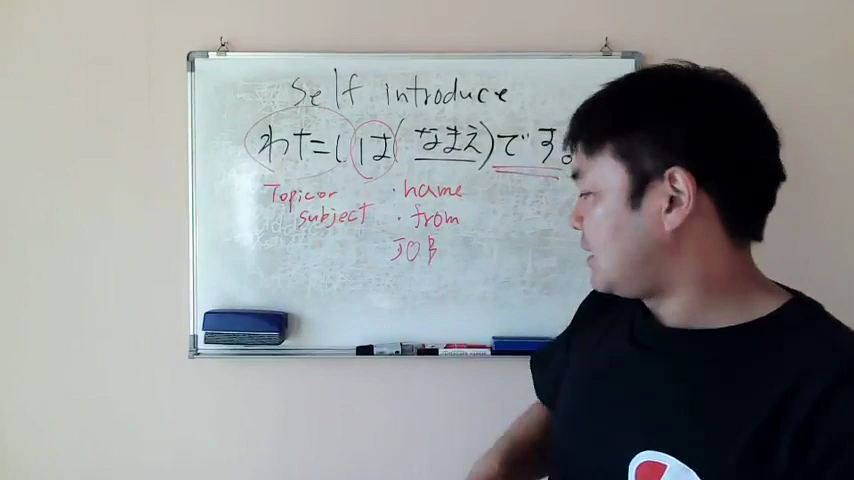 Self introduce
わたしは(なまえ)です。
Topic or
subject
・name
・from
JOB